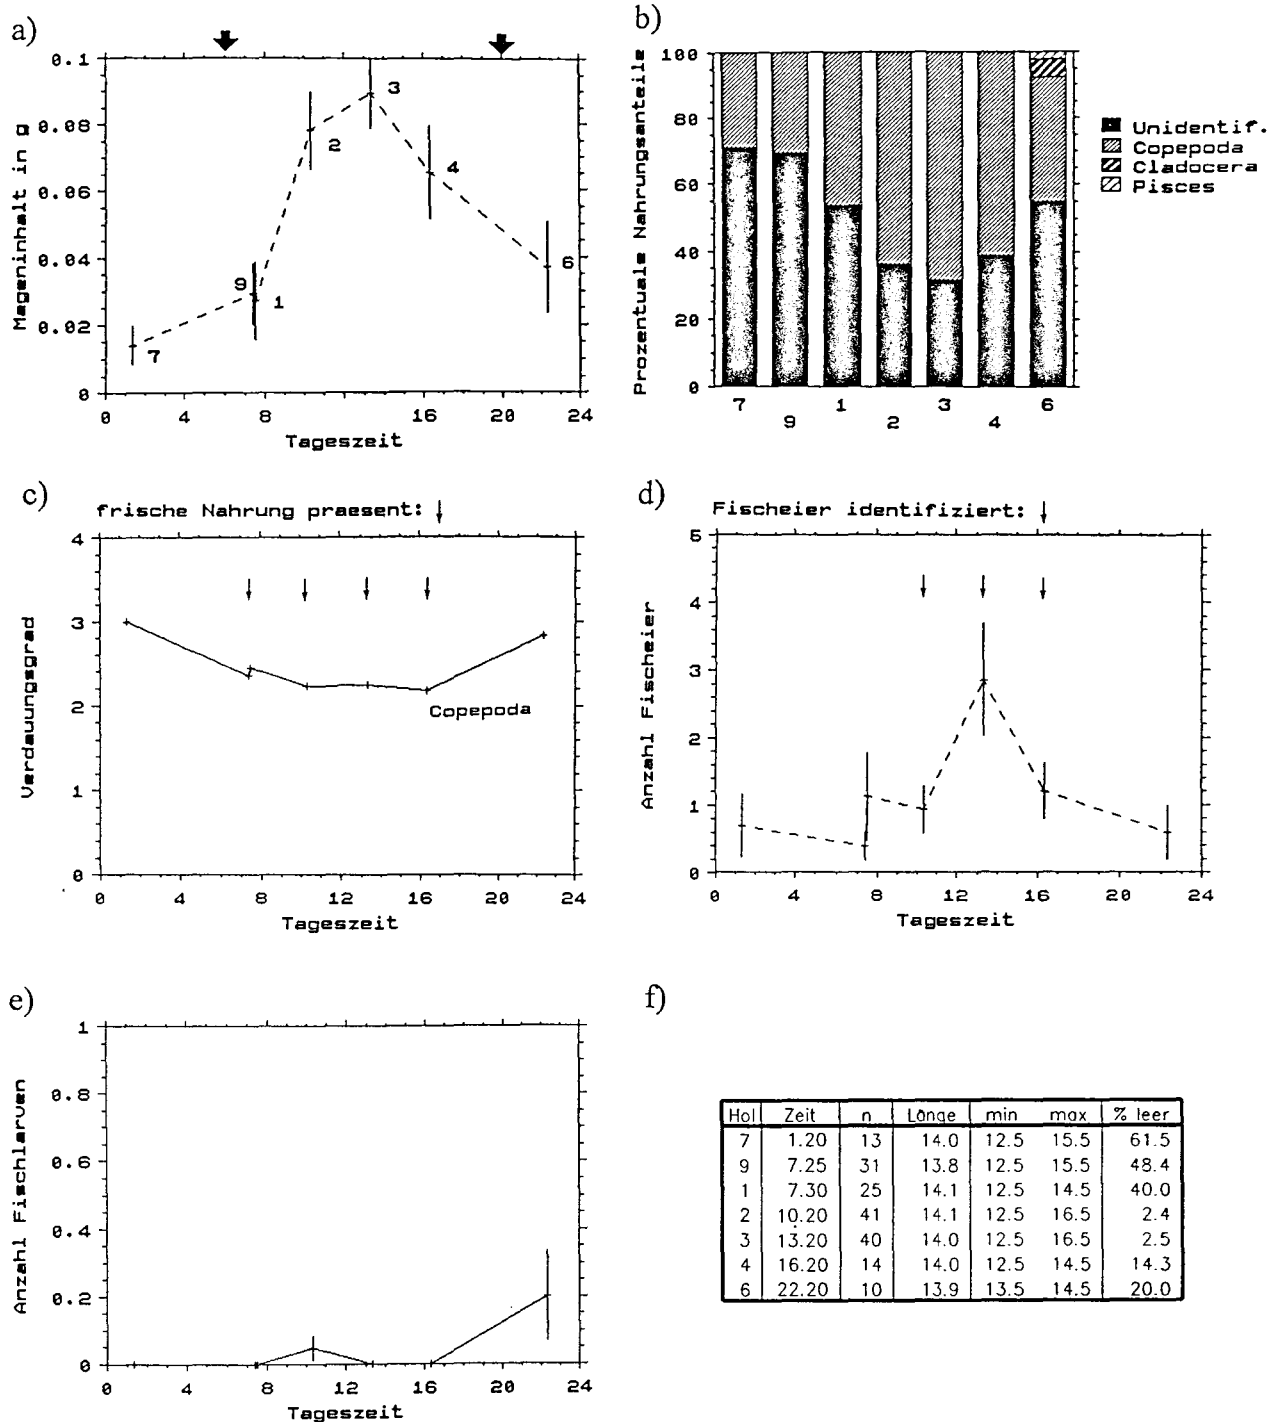 a)
Mageninhalt in g
0.1
0.08
0.06
0.04
0.02
0
7
9
1
2
3
4
6
0 4 8 12 16 20 24
Tageszeit
b)
Prozentuale Nahrungsanteile
100
80
60
40
20
0
7 9 1 2 3 4 6
Unidentif.
Copepoda
Cladocera
Pisces
c)
frische Nahrung praesent:
Verdauungsgrad
4
3
2
1
0
Copepoda
0 4 8 12 16 20 24
Tageszeit
d)
Fischeier identifiziert:
Anzahl Fischeier
5
4
3
2
1
0
0 4 8 12 16 20 24
Tageszeit
e)
Anzahl Fischlarven
1
0.8
0.6
0.4
0.2
0
0 4 8 12 16 20 24
Tageszeit
f)
Hol Zeit n Länge min max % leer
7 1.20 13 14.0 12.5 15.5 61.5
9 7.25 31 13.8 12.5 15.5 48.4
1 7.30 25 14.1 12.5 14.5 40.0
2 10.20 41 14.1 12.5 16.5 2.4
3 13.20 40 14.0 12.5 16.5 2.5
4 16.20 14 14.0 12.5 14.5 14.3
6 22.20 10 13.9 13.5 14.5 20.0